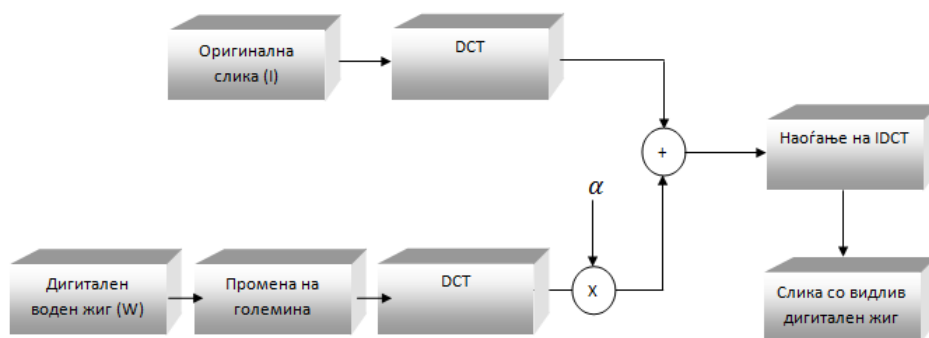 Оригинална
слика (I)
DCT
+
Наоѓање на IDCT
α
Дигитален
воден жиг (W)
Промена на
големина
DCT
X
Слика со видлив
дигитален жиг